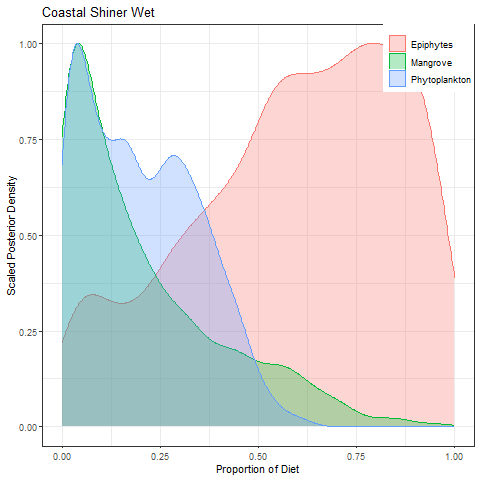 Coastal Shiner Wet
Epiphytes
Mangrove
Phytoplankton
1.00
0.75
0.50
0.25
0.00
Scaled Posterior Density
0.00 0.25 0.50 0.75 1.00
Proportion of Diet